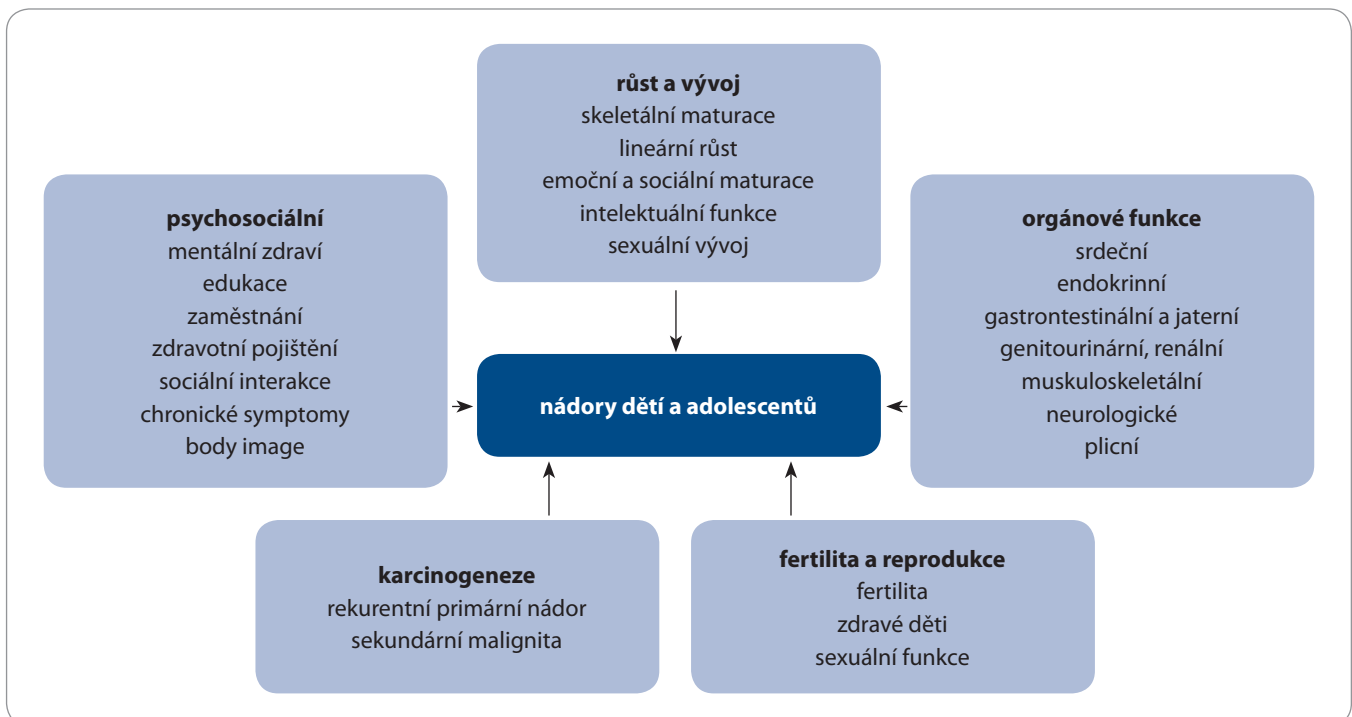 růst a vývoj
skeletální maturace
lineární růst
emoční a sociální maturace
intelektuální funkce
sexuální vývoj
psychosociální
mentální zdraví
edukace
zaměstnání
zdravotní pojištění
sociální interakce
chronické symptomy
body image
orgánové funkce
srdeční
endokrinní
gastrontestinální a jaterní
genitourinární, renální
muskuloskeletální
neurologické
plicní
nádory dětí a adolescentů
karcinogeneze
rekurentní primární nádor
sekundární malignita
fertilita a reprodukce
fertilita
zdravé děti
sexuální funkce